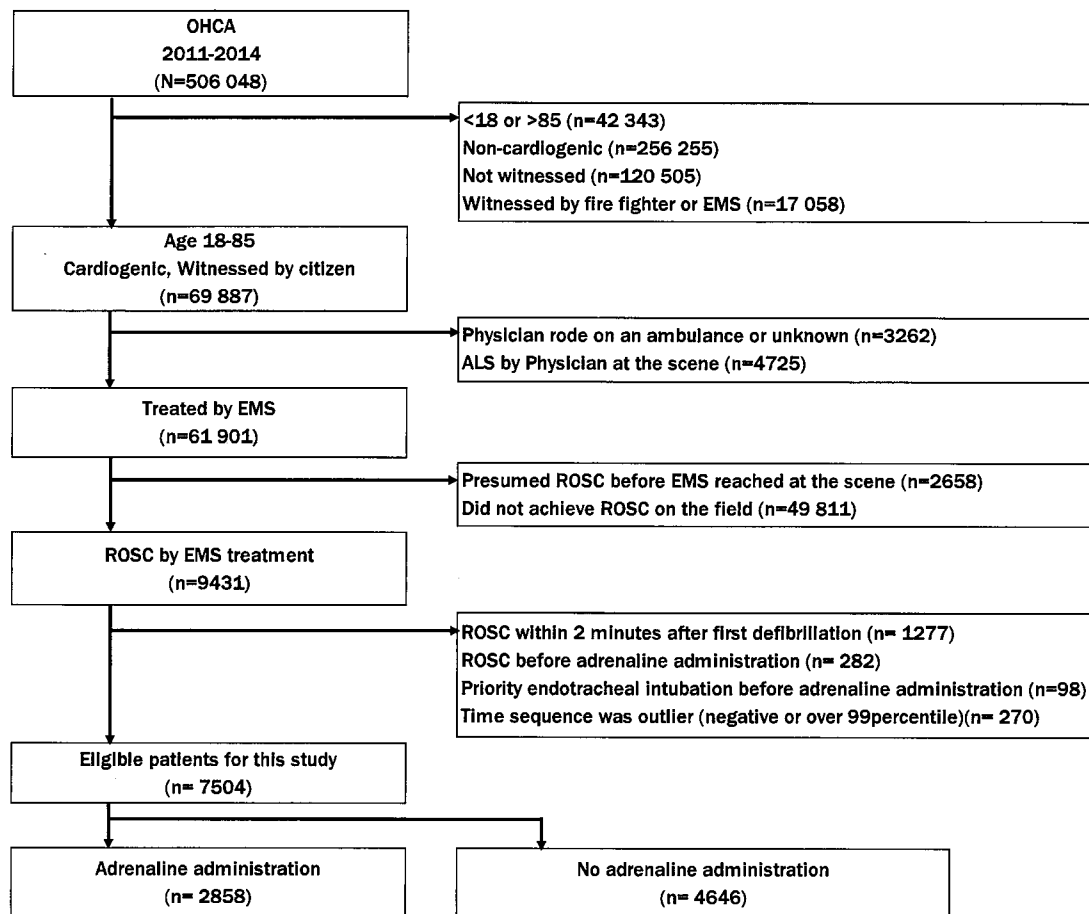 OHCA
2011-2014
(N=506 048)
<18 or >85 (n=42 343)
Non-cardiogenic (n=256 255)
Not witnessed (n=120 505)
Witnessed by fire fighter or EMS (n=17 058)
Age 18-85
Cardiogenic, Witnessed by citizen
(n=69 887)
Physician rode on an ambulance or unknown (n=3262)
ALS by Physician at the scene (n=4725)
Treated by EMS
(n=61 901)
Presumed ROSC before EMS reached at the scene (n=2658)
Did not achieve ROSC on the field (n=49 811)
ROSC by EMS treatment
(n=9431)
ROSC within 2 minutes after first defibrillation (n= 1277)
ROSC before adrenaline administration (n= 282)
Priority endotracheal intubation before adrenaline administration (n=98)
Time sequence was outlier (negative or over 99percentile)(n= 270)
Eligible patients for this study
(n= 7504)
Adrenaline administration
(n= 2858)
No adrenaline administration
(n= 4646)